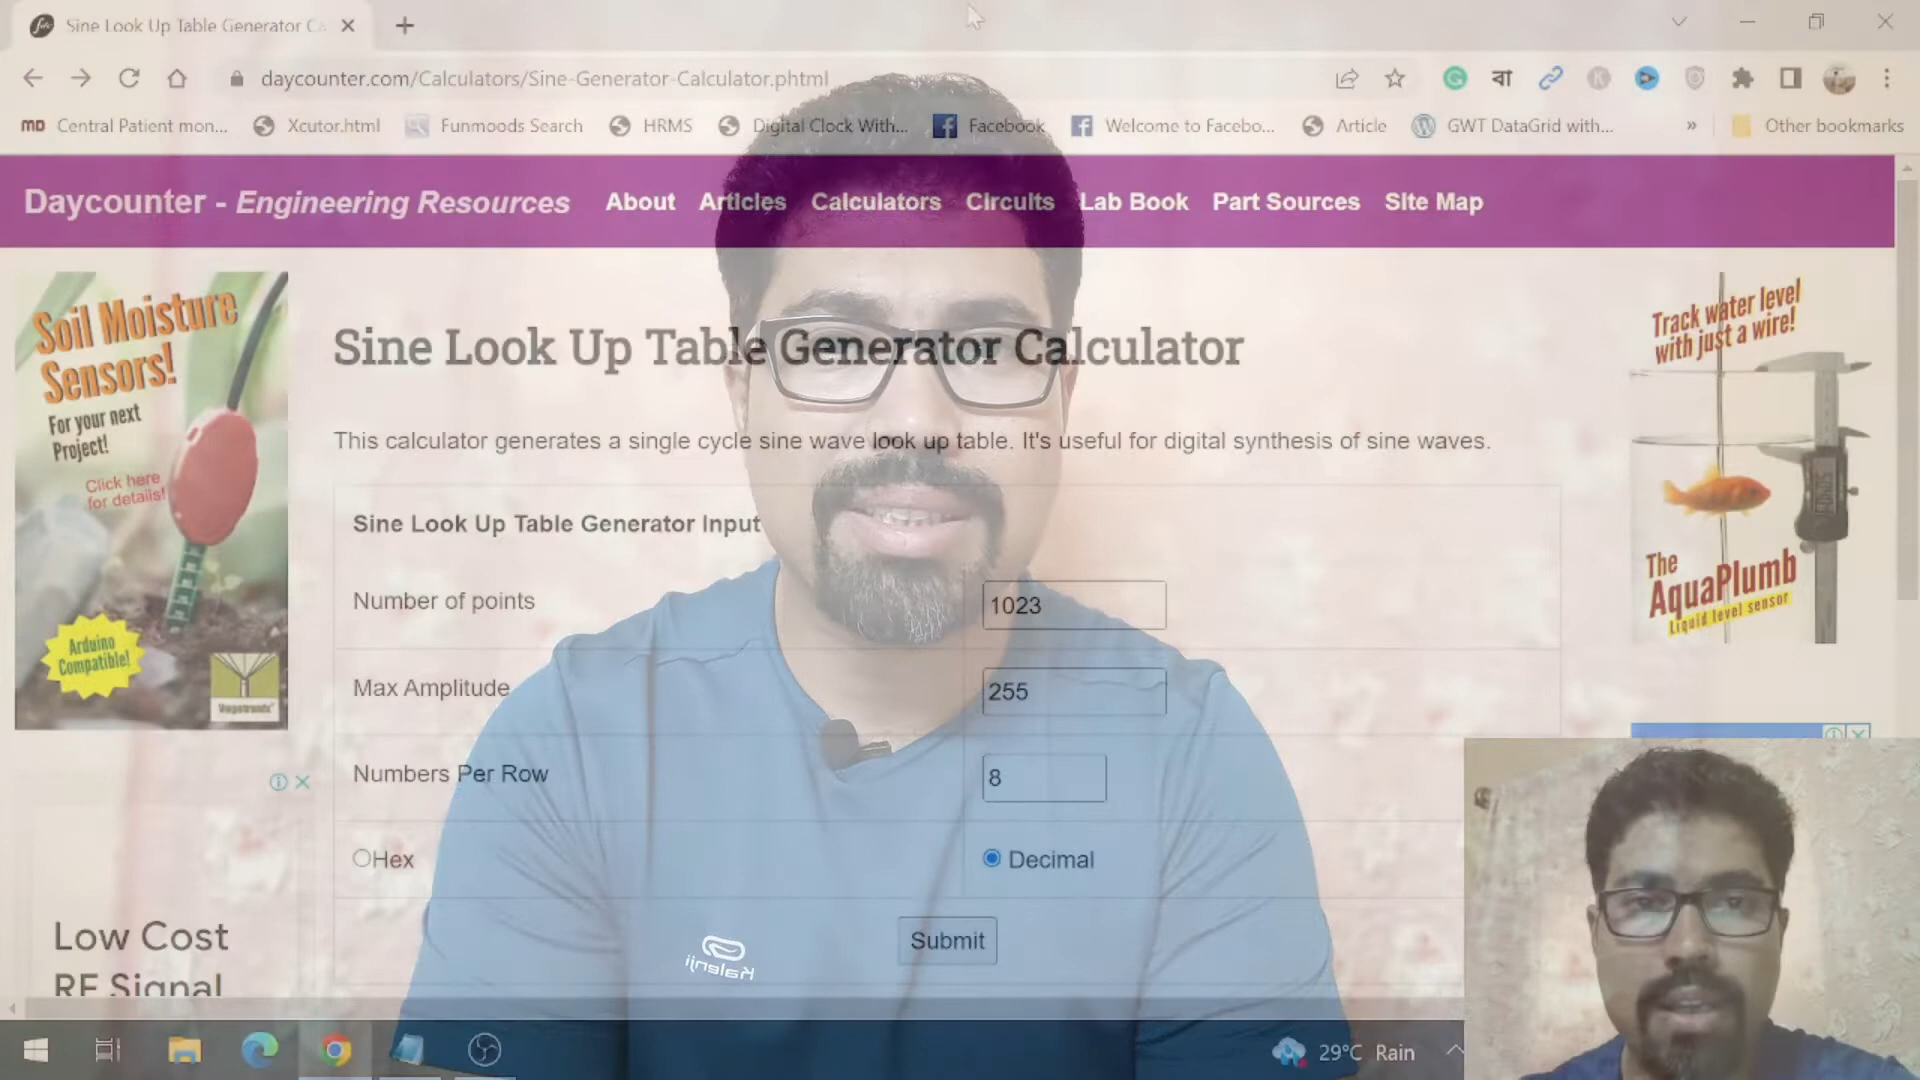 Sine Look Up Table Generator Ca
daycounter.com/Calculators/Sine-Generator-Calculator.phtml
বা
MD Central Patient mon... Xcutor.html Funmoods Search HRMS Digital Clock With... Facebook Welcome to Facebo... Article GWT DataGrid with... » Other bookmarks
Daycounter - Engineering Resources About Articles Calculators Circuits Lab Book Part Sources Site Map
Soil Moisture
Sensors!
For your next
Project!
Click here
for details!
Arduino
Compatible!
Vegetronix
Track water level
with just a wire!
The
AquaPlumb
Liquid level sensor
Sine Look Up Table Generator Calculator
This calculator generates a single cycle sine wave look up table. It's useful for digital synthesis of sine waves.
Sine Look Up Table Generator Input
Number of points 1023
Max Amplitude 255
Numbers Per Row 8
Hex Decimal
Submit
Low Cost
RF Signal
Kalenji
29°C Rain